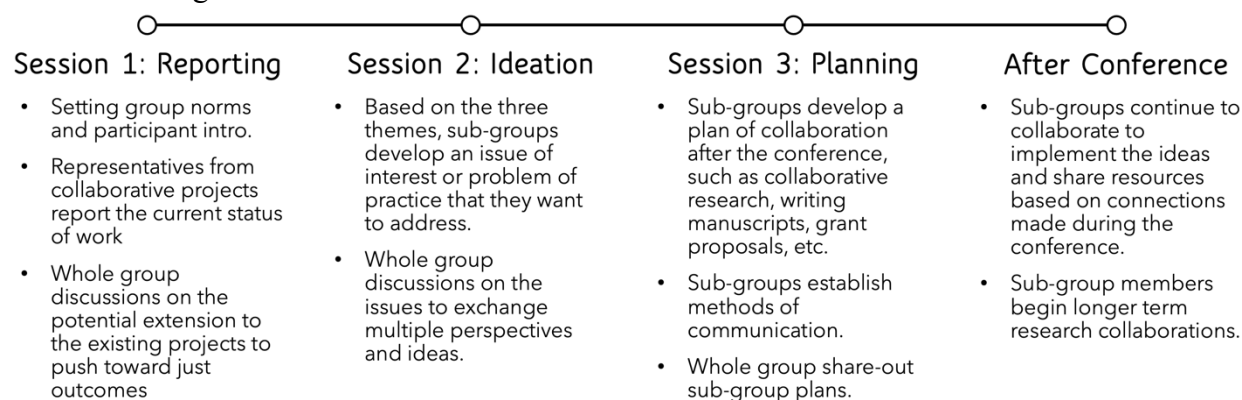 Session 1: Reporting
• Setting group norms
and participant intro.
• Representatives from
collaborative projects
report the current status
of work
• Whole group
discussions on the
potential extension to
the existing projects to
push toward just
outcomes
Session 2: Ideation
• Based on the three
themes, sub-groups
develop an issue of
interest or problem of
practice that they want
to address.
• Whole group
discussions on the
issues to exchange
multiple perspectives
and ideas.
Session 3: Planning
• Sub-groups develop a
plan of collaboration
after the conference,
such as collaborative
research, writing
manuscripts, grant
proposals, etc.
• Sub-groups establish
methods of
communication.
• Whole group share-out
sub-group plans.
After Conference
• Sub-groups continue to
collaborate to
implement the ideas
and share resources
based on connections
made during the
conference.
• Sub-group members
begin longer term
research collaborations.